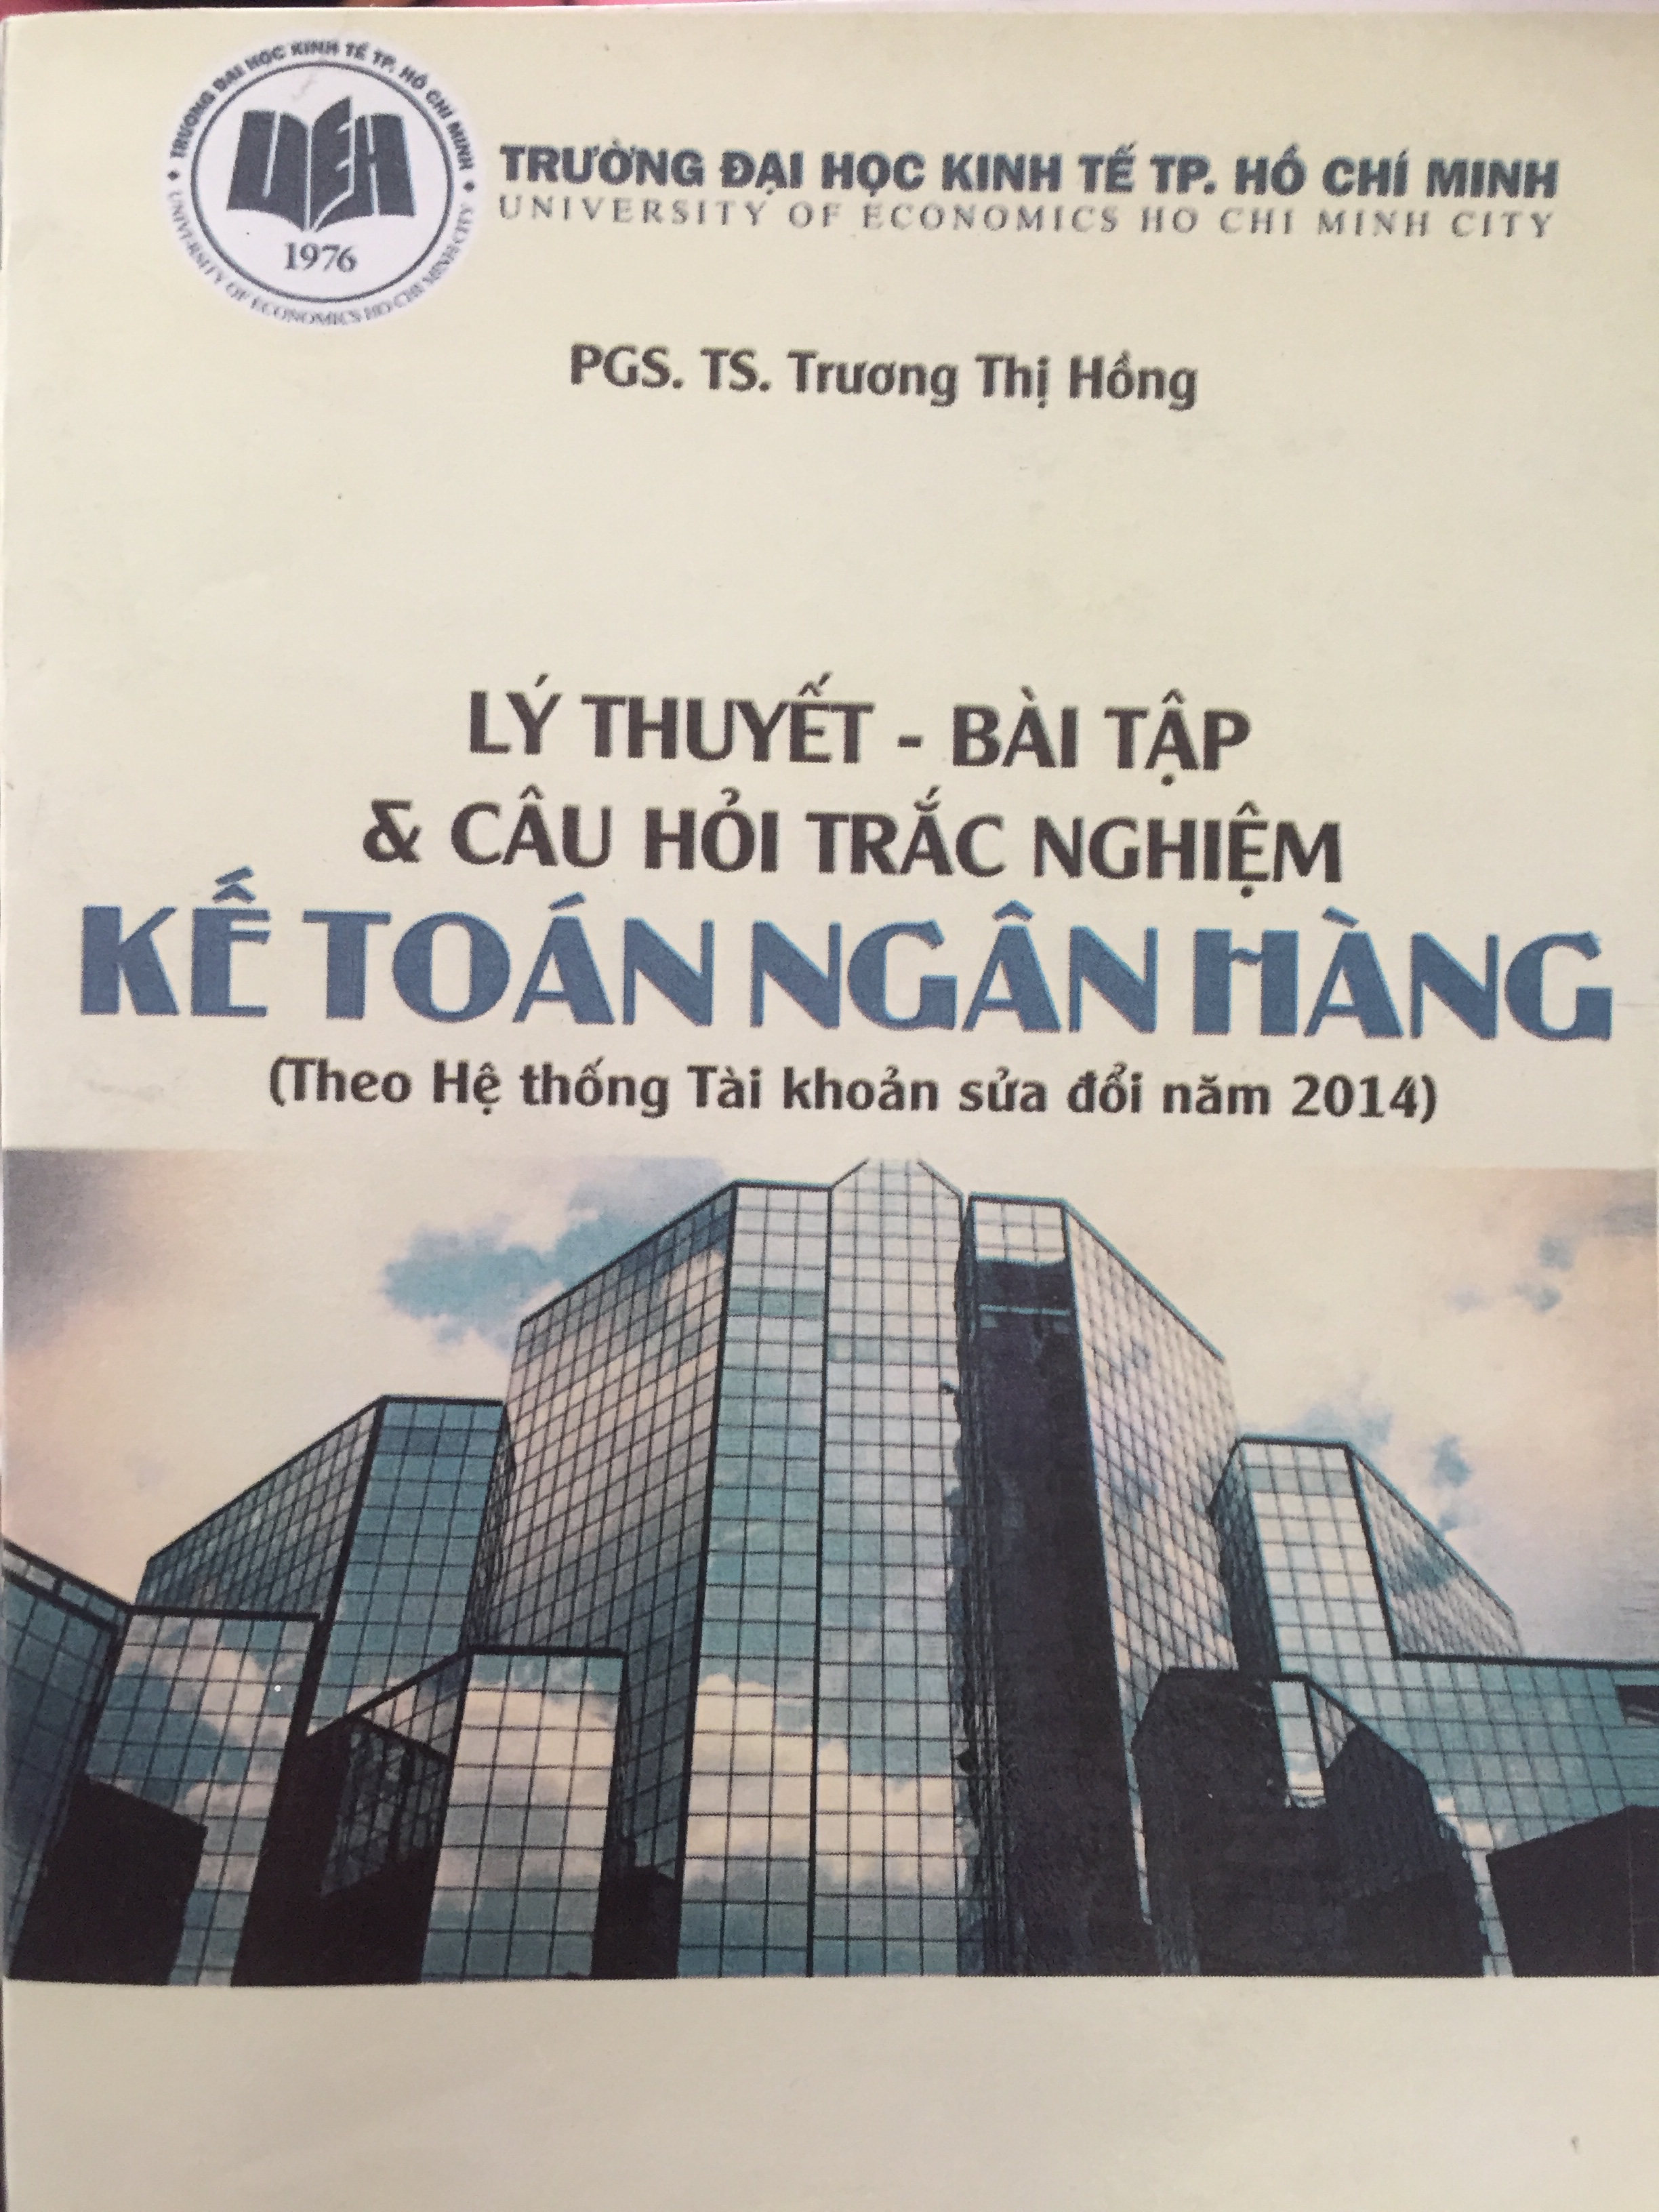 TRƯỜNG ĐẠI HỌC KINH TẾ TP. HỒ CHÍ MINH
UNIVERSITY OF ECONOMICS HO CHI MINH CITY
UEH
1976
TRƯỜNG ĐẠI HỌC KINH TẾ TP. HỒ CHÍ MINH
UNIVERSITY OF ECONOMICS HO CHI MINH CITY
PGS. TS. Trương Thị Hồng
LÝ THUYẾT - BÀI TẬP
& CÂU HỎI TRẮC NGHIỆM
KẾ TOÁN NGÂN HÀNG
(Theo Hệ thống Tài khoản sửa đổi năm 2014)